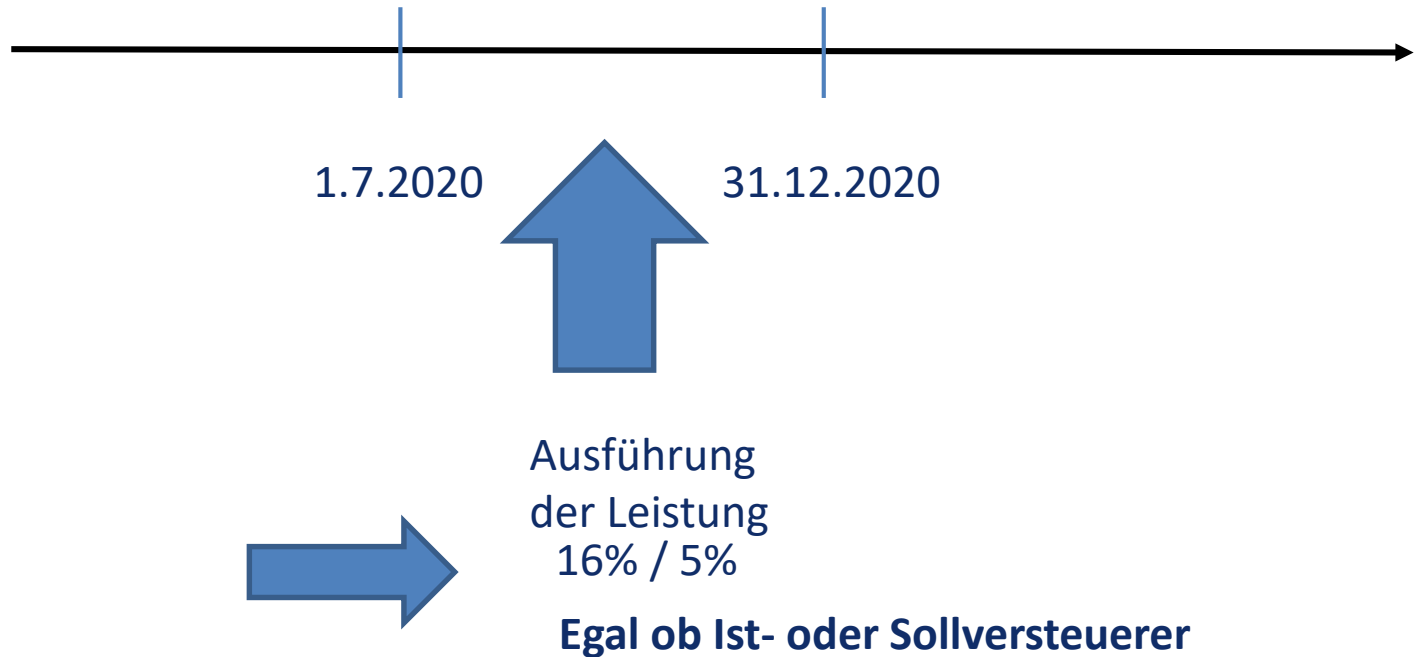 1.7.2020
31.12.2020
Ausführung
der Leistung
16% / 5%
Egal ob Ist- oder Sollversteuerer